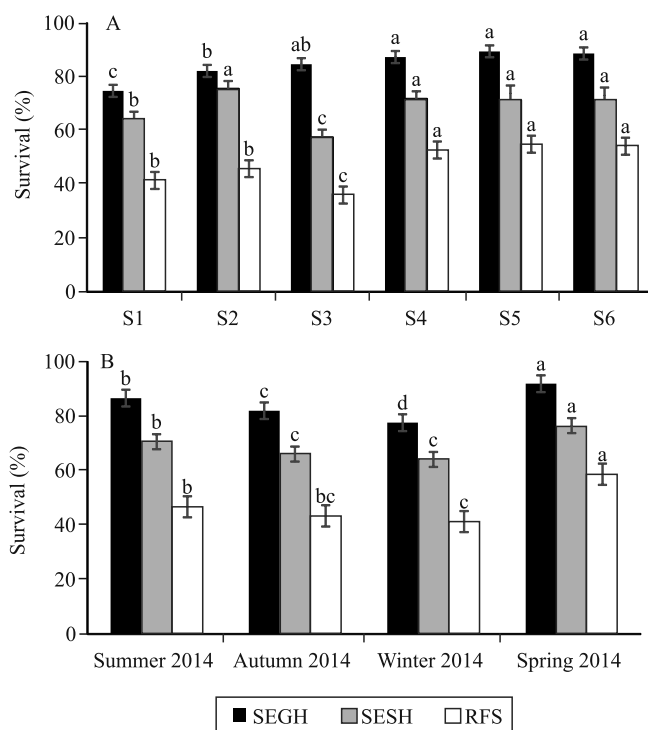 A
Survival (%)
100
80
60
40
20
0
c b b
b a b
ab c c
a a a
a a a
a a a
S1 S2 S3 S4 S5 S6
B
Survival (%)
100
80
60
40
20
0
b b b
c c bc
d c c
a a a
Summer 2014 Autumn 2014 Winter 2014 Spring 2014
SEGH SESH RFS